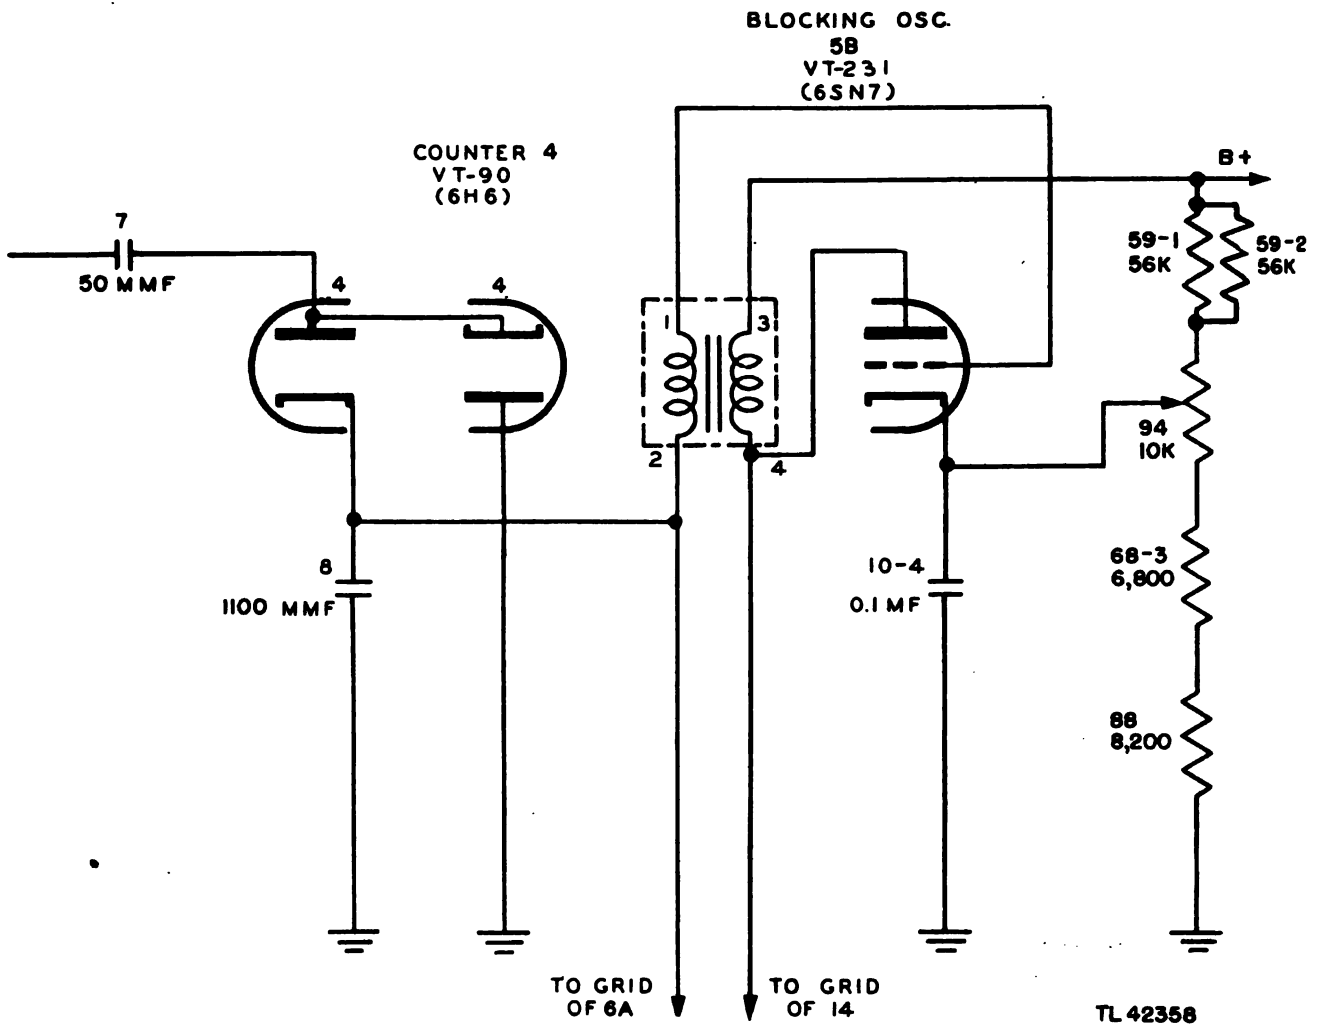 BLOCKING OSC.
5B
VT-231
(6SN7)
COUNTER 4
VT-90
(6H6)
B+
7
50 MMF
4
4
59-1
56K
59-2
56K
1
3
2
4
94
10K
8
1100 MMF
10-4
0.1 MF
68-3
6,800
88
8,200
TO GRID
OF 6A
TO GRID
OF 14
TL 42358